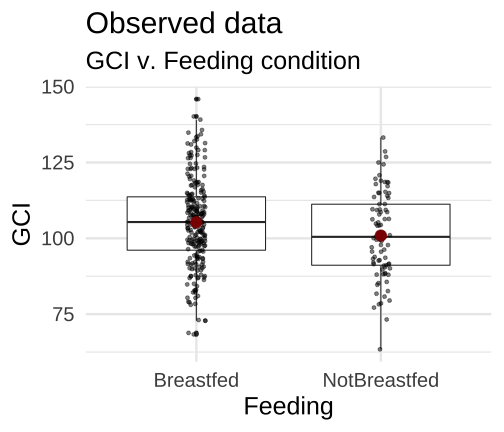 Observed data
GCI v. Feeding condition
150
125
100
75
GCI
Breastfed
NotBreastfed
Feeding